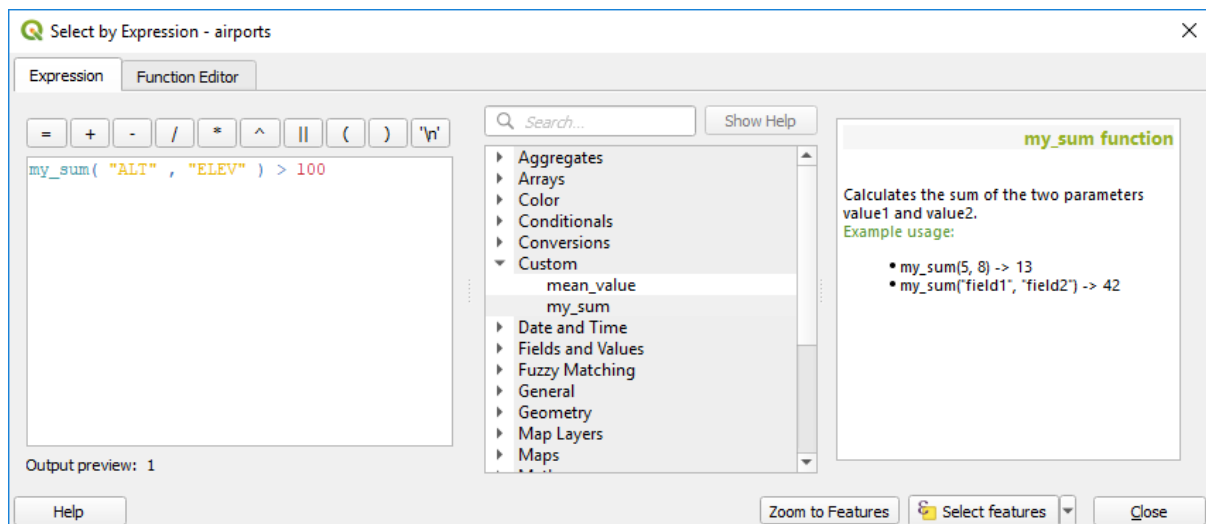 Select by Expression - airports
Expression
Function Editor
= + - / * ^ || ( ) '\n'
my_sum( "ALT" , "ELEV" ) > 100
Output preview: 1
Search...
Show Help
Aggregates
Arrays
Color
Conditionals
Conversions
Custom
mean_value
my_sum
Date and Time
Fields and Values
Fuzzy Matching
General
Geometry
Map Layers
Maps
my_sum function
Calculates the sum of the two parameters
value1 and value2.
Example usage:
• my_sum(5, 8) -> 13
• my_sum("field1", "field2") -> 42
Help
Zoom to Features
Select features
Close